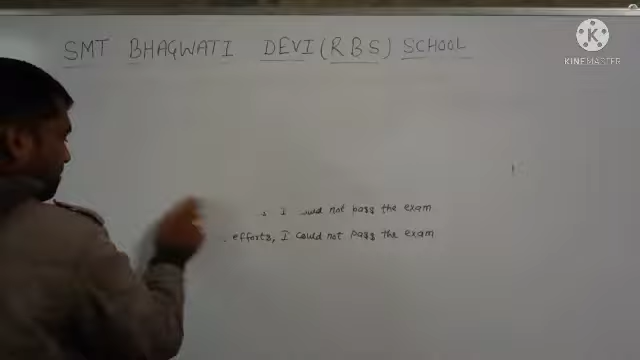 SMT BHAGWATI DEVI (RBS) SCHOOL
KINEMASTER
I could not pass the exam
efforts, I could not pass the exam